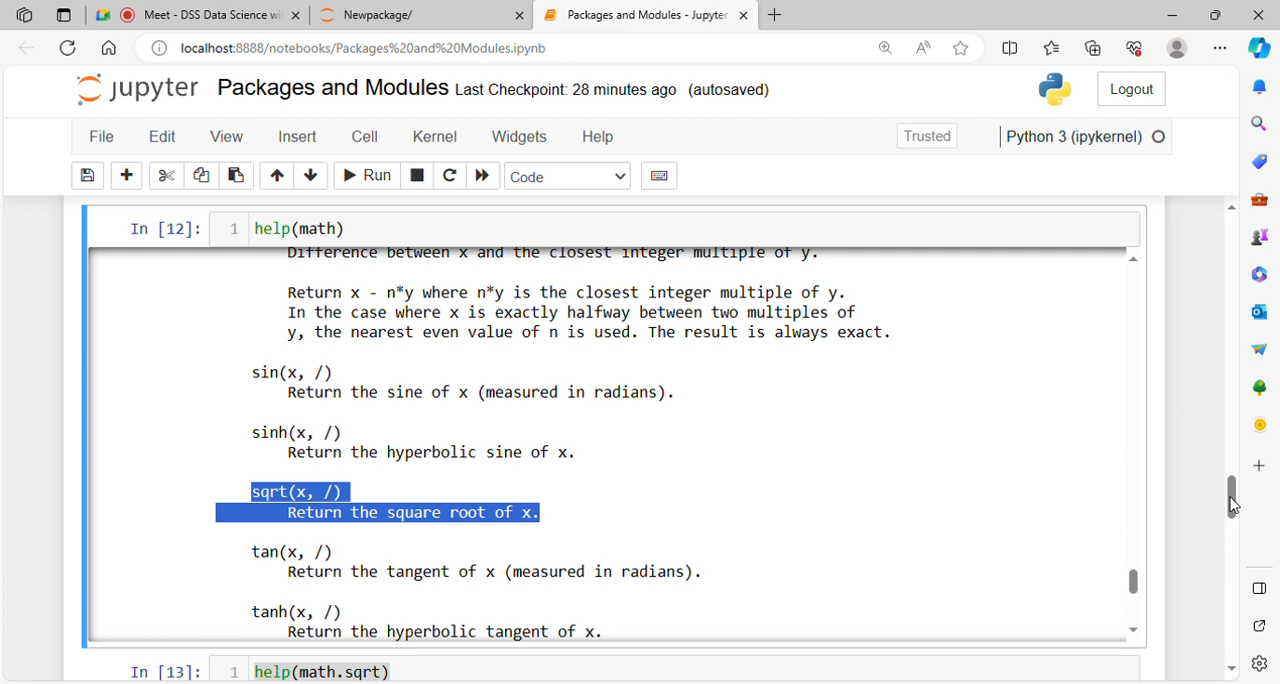 Meet - DSS Data Science wi
Newpackage/
Packages and Modules - Jupyter
localhost:8888/notebooks/Packages%20and%20Modules.ipynb
jupyter Packages and Modules Last Checkpoint: 28 minutes ago (autosaved)
Logout
File Edit View Insert Cell Kernel Widgets Help
Trusted
Python 3 (ipykernel)
Run
Code
In [12]: 1 help(math)
Difference between x and the closest integer multiple of y.
Return x - n*y where n*y is the closest integer multiple of y.
In the case where x is exactly halfway between two multiples of
y, the nearest even value of n is used. The result is always exact.
sin(x, /)
Return the sine of x (measured in radians).
sinh(x, /)
Return the hyperbolic sine of x.
sqrt(x, /)
Return the square root of x.
tan(x, /)
Return the tangent of x (measured in radians).
tanh(x, /)
Return the hyperbolic tangent of x.
In [13]: 1 help(math.sqrt)